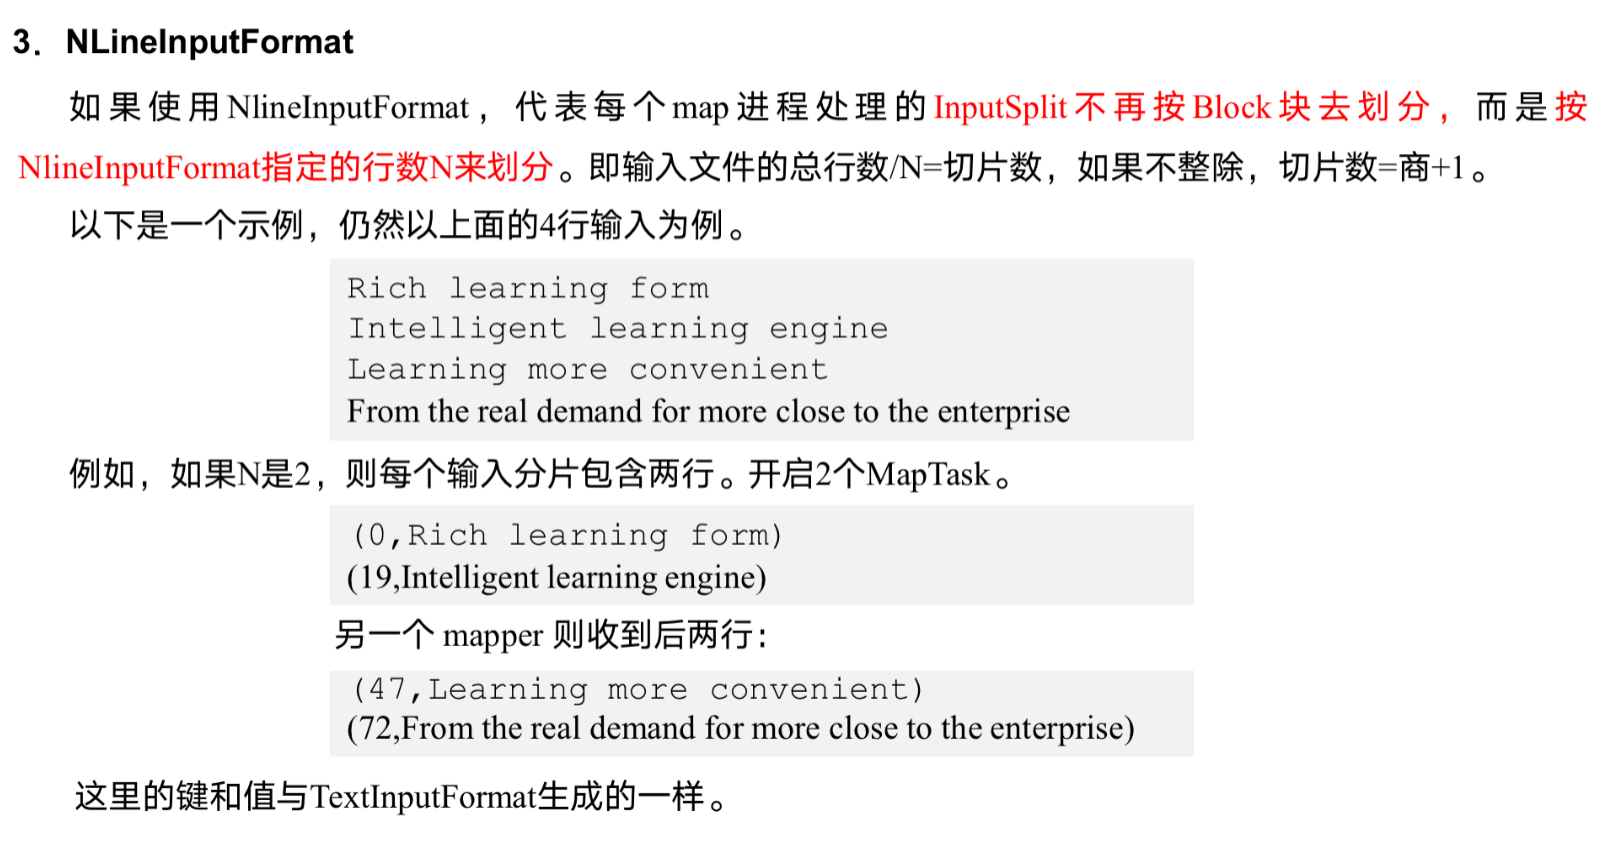 3．NLineInputFormat
如果使用NlineInputFormat，代表每个map进程处理的InputSplit不再按Block块去划分，而是按
NlineInputFormat指定的行数N来划分。即输入文件的总行数/N=切片数，如果不整除，切片数=商+1。
以下是一个示例，仍然以上面的4行输入为例。
Rich learning form
Intelligent learning engine
Learning more convenient
From the real demand for more close to the enterprise
例如，如果N是2，则每个输入分片包含两行。开启2个MapTask。
(0,Rich learning form)
(19,Intelligent learning engine)
另一个 mapper 则收到后两行：
(47,Learning more convenient)
(72,From the real demand for more close to the enterprise)
这里的键和值与TextInputFormat生成的一样。